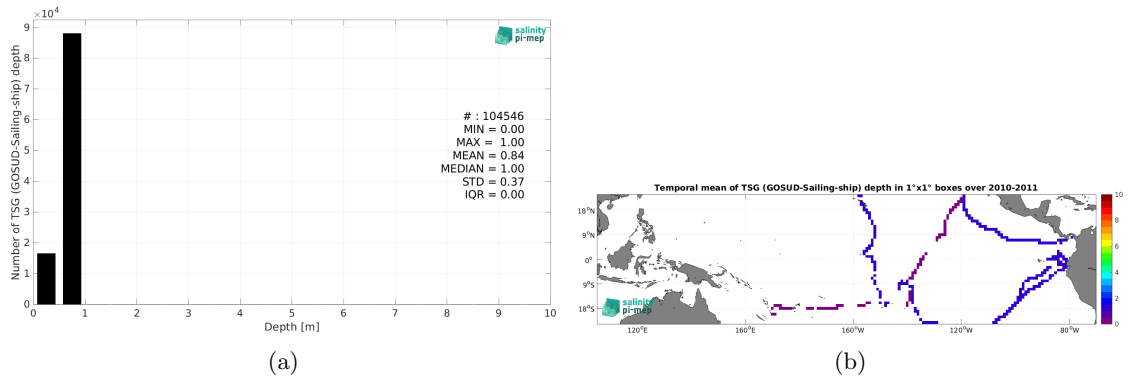 ×10⁴
9
8
7
6
5
4
3
2
1
0
Number of TSG (GOSUD-Sailing-ship) depth
salinity
pi-mep
# : 104546
MIN = 0.00
MAX = 1.00
MEAN = 0.84
MEDIAN = 1.00
STD = 0.37
IQR = 0.00
0 1 2 3 4 5 6 7 8 9 10
Depth [m]
(a)
Temporal mean of TSG (GOSUD-Sailing-ship) depth in 1°x1° boxes over 2010-2011
18°N
9°N
0°
9°S
18°S
salinity
pi-mep
120°E 160°E 160°W 120°W 80°W
10
8
6
4
2
0
(b)